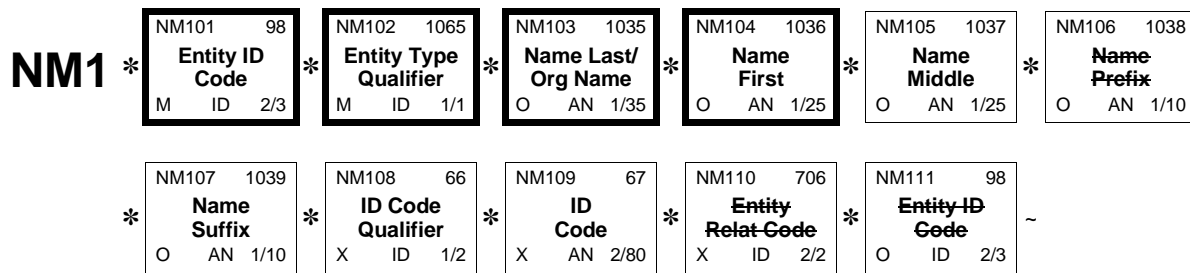 NM101 98 NM102 1065 NM103 1035 NM104 1036 NM105 1037 NM106 1038
NM1 * Entity ID * Entity Type * Name Last/ * Name * Name * Name
Code Qualifier Org Name First Middle Prefix
M ID 2/3 M ID 1/1 O AN 1/35 O AN 1/25 O AN 1/25 O AN 1/10
NM107 1039 NM108 66 NM109 67 NM110 706 NM111 98
* Name * ID Code * ID * Entity * Entity ID ~
Suffix Qualifier Code Relat Code Code
O AN 1/10 X ID 1/2 X AN 2/80 X ID 2/2 O ID 2/3